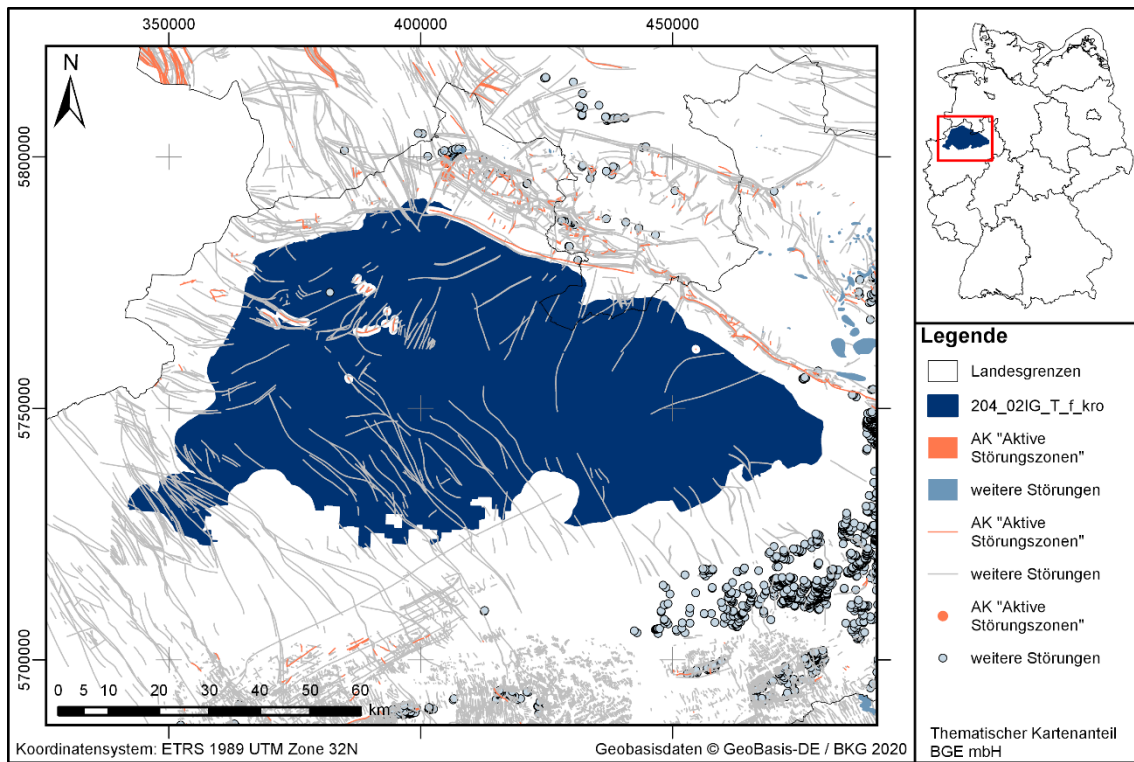 350000 400000 450000
N
5800000
5750000
5700000
0 5 10 20 30 40 50 60
km
Koordinatensystem: ETRS 1989 UTM Zone 32N
Geobasisdaten © GeoBasis-DE / BKG 2020
Legende
Landesgrenzen
204_02IG_T_f_kro
AK "Aktive
Störungszonen"
weitere Störungen
AK "Aktive
Störungszonen"
weitere Störungen
AK "Aktive
Störungszonen"
weitere Störungen
Thematischer Kartenanteil
BGE mbH